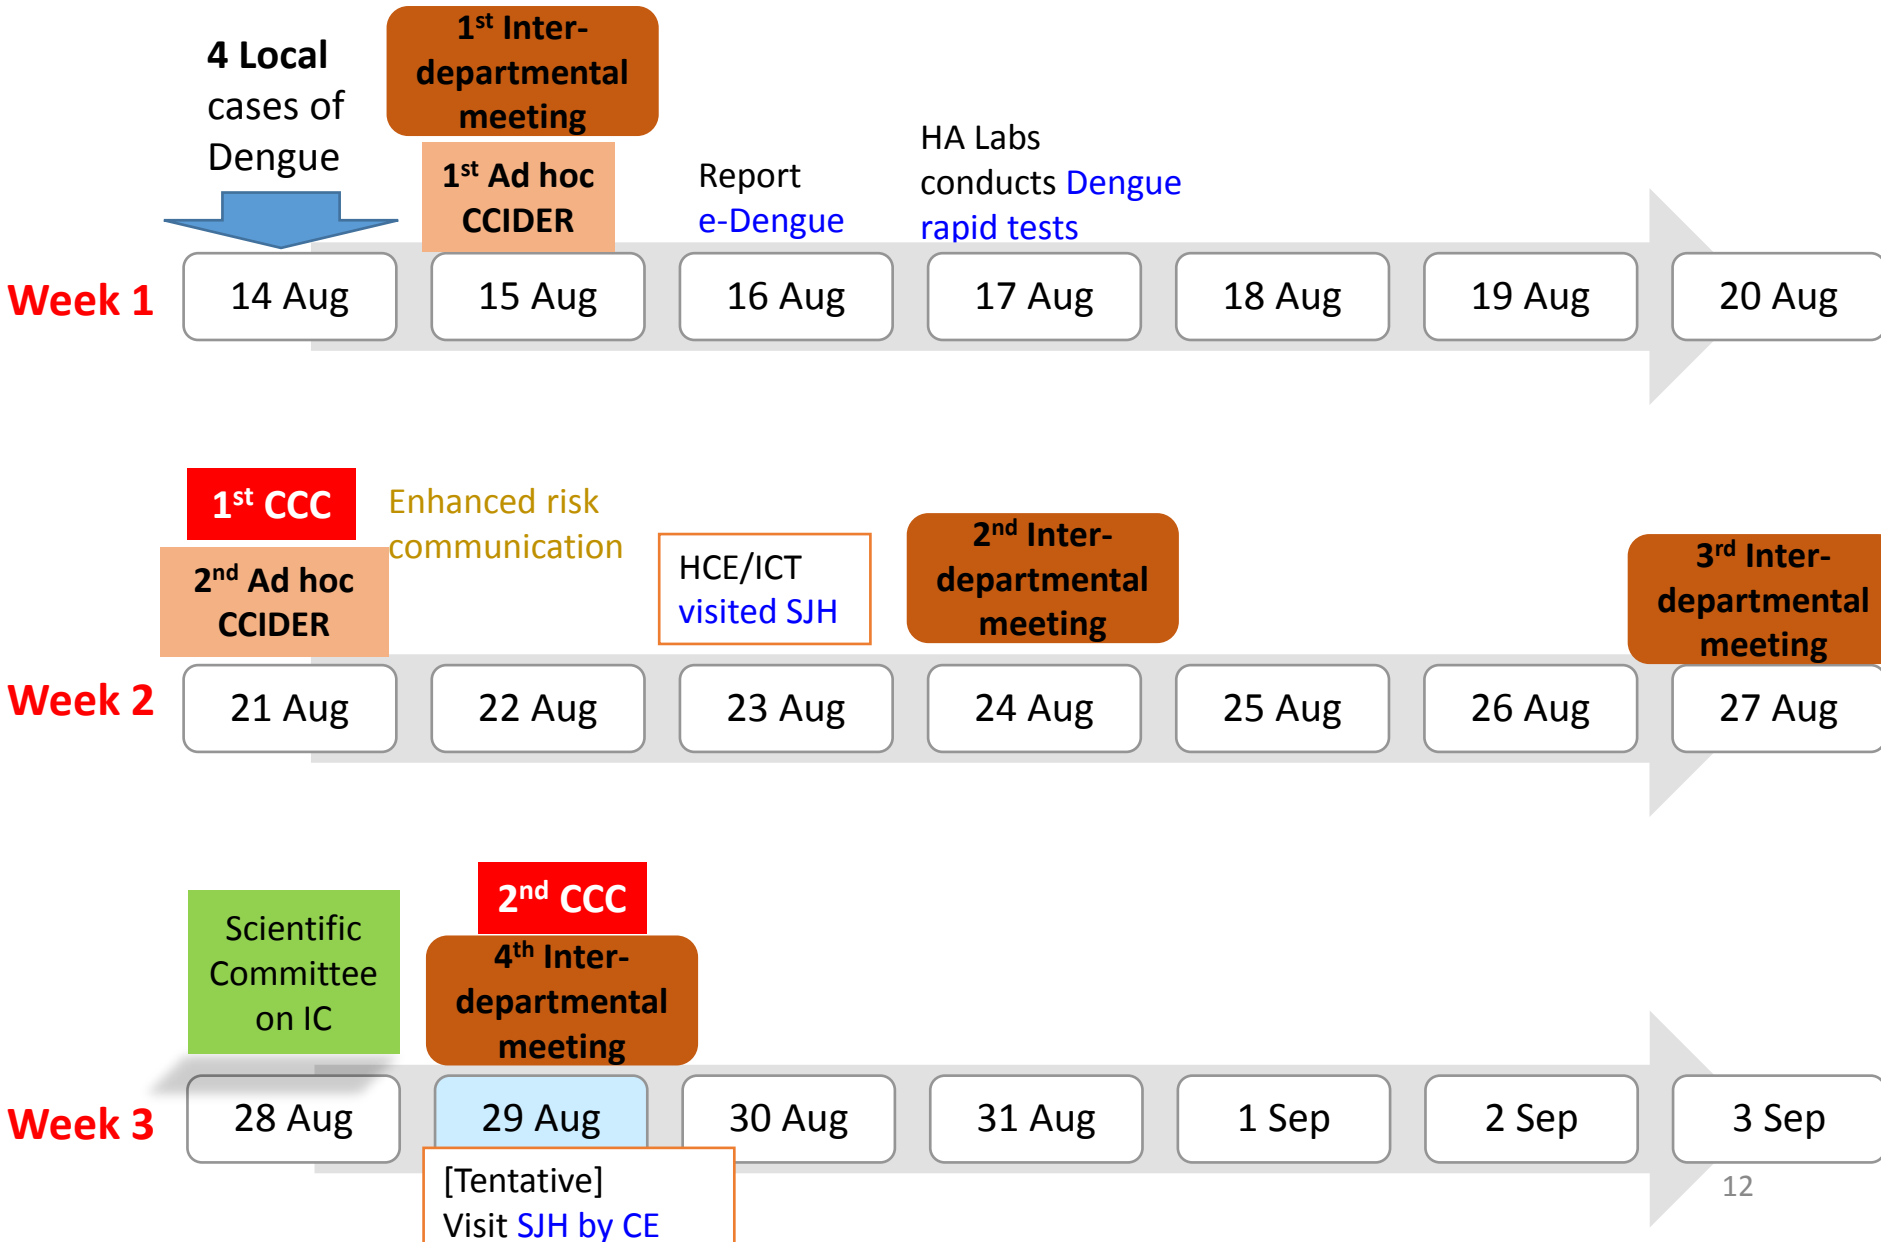 4 Local
cases of
Dengue
1st Inter-
departmental
meeting
1st Ad hoc
CCIDER
Report
e-Dengue
HA Labs
conducts Dengue
rapid tests
Week 1
14 Aug
15 Aug
16 Aug
17 Aug
18 Aug
19 Aug
20 Aug
1st CCC
2nd Ad hoc
CCIDER
Enhanced risk
communication
HCE/ICT
visited SJH
2nd Inter-
departmental
meeting
3rd Inter-
departmental
meeting
Week 2
21 Aug
22 Aug
23 Aug
24 Aug
25 Aug
26 Aug
27 Aug
Scientific
Committee
on IC
2nd CCC
4th Inter-
departmental
meeting
Week 3
28 Aug
29 Aug
30 Aug
31 Aug
1 Sep
2 Sep
3 Sep
[Tentative]
Visit SJH by CE
12